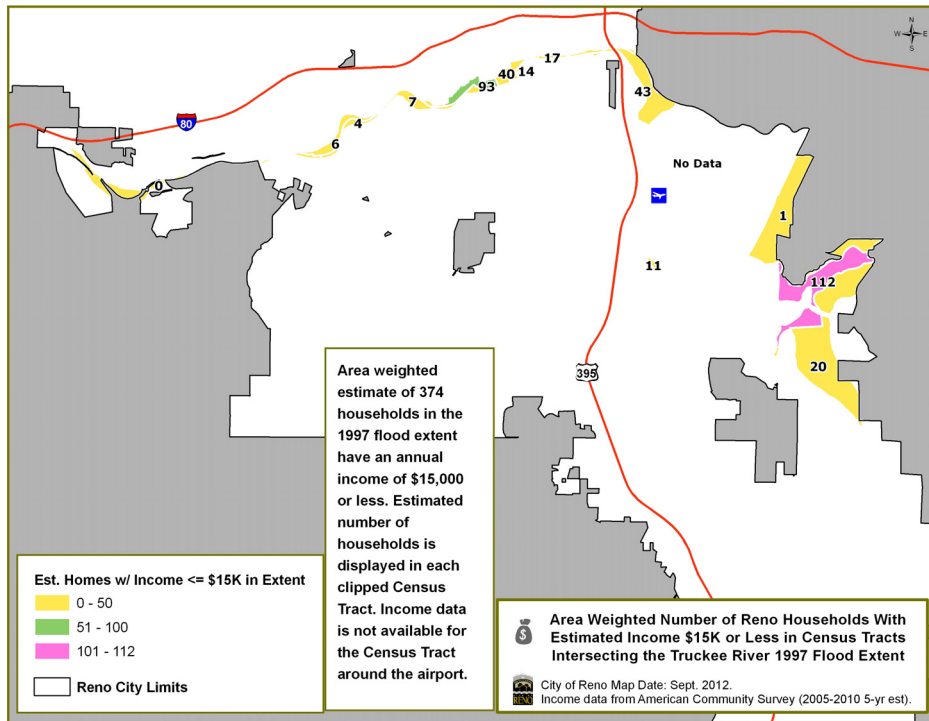 N
W E
S
17
40
14
93
7
43
4
6
80
0
No Data
1
11
112
20
395
Area weighted
estimate of 374
households in the
1997 flood extent
have an annual
income of $15,000
or less. Estimated
number of
households is
displayed in each
clipped Census
Tract. Income data
is not available for
the Census Tract
around the airport.
Est. Homes w/ Income <= $15K in Extent
0 - 50
51 - 100
101 - 112
Reno City Limits
$
Area Weighted Number of Reno Households With
Estimated Income $15K or Less in Census Tracts
Intersecting the Truckee River 1997 Flood Extent
City of Reno Map Date: Sept. 2012.
Income data from American Community Survey (2005-2010 5-yr est).
RENO